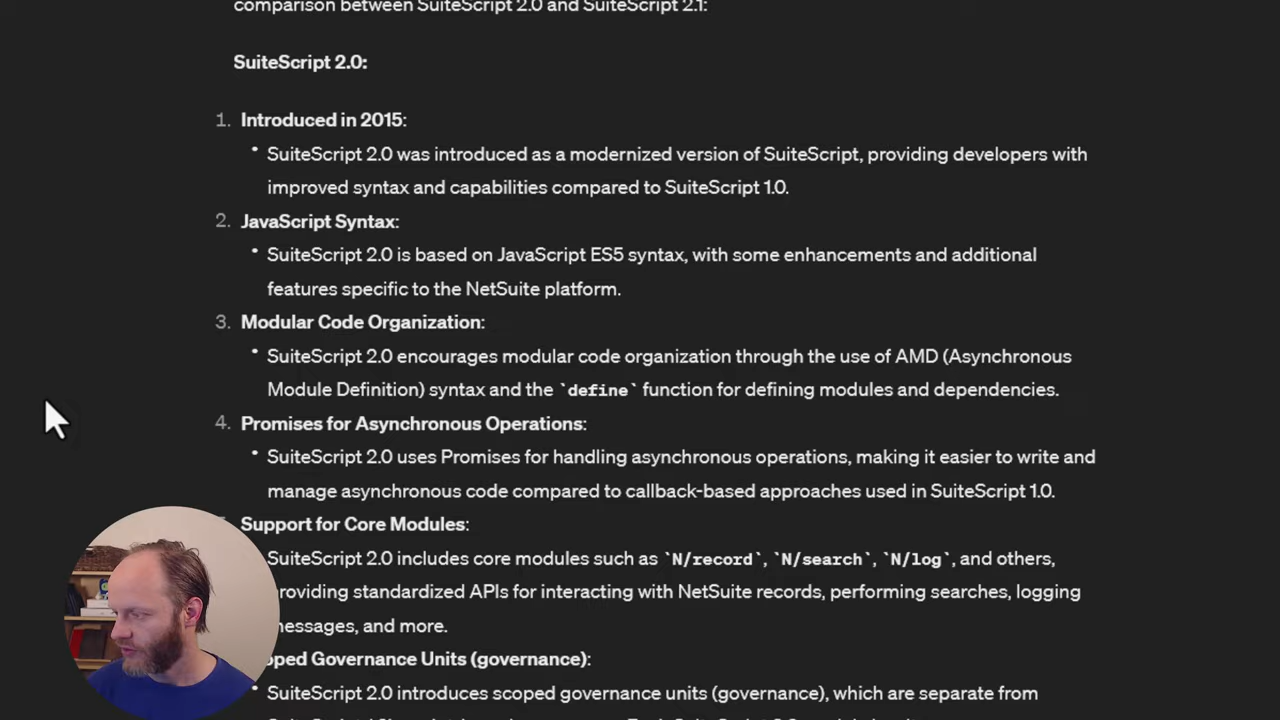 comparison between SuiteScript 2.0 and SuiteScript 2.1:
SuiteScript 2.0:
1. Introduced in 2015:
• SuiteScript 2.0 was introduced as a modernized version of SuiteScript, providing developers with
improved syntax and capabilities compared to SuiteScript 1.0.
2. JavaScript Syntax:
• SuiteScript 2.0 is based on JavaScript ES5 syntax, with some enhancements and additional
features specific to the NetSuite platform.
3. Modular Code Organization:
• SuiteScript 2.0 encourages modular code organization through the use of AMD (Asynchronous
Module Definition) syntax and the `define` function for defining modules and dependencies.
4. Promises for Asynchronous Operations:
• SuiteScript 2.0 uses Promises for handling asynchronous operations, making it easier to write and
manage asynchronous code compared to callback-based approaches used in SuiteScript 1.0.
Support for Core Modules:
SuiteScript 2.0 includes core modules such as `N/record`, `N/search`, `N/log`, and others,
roviding standardized APIs for interacting with NetSuite records, performing searches, logging
nessages, and more.
oped Governance Units (governance):
• SuiteScript 2.0 introduces scoped governance units (governance), which are separate from